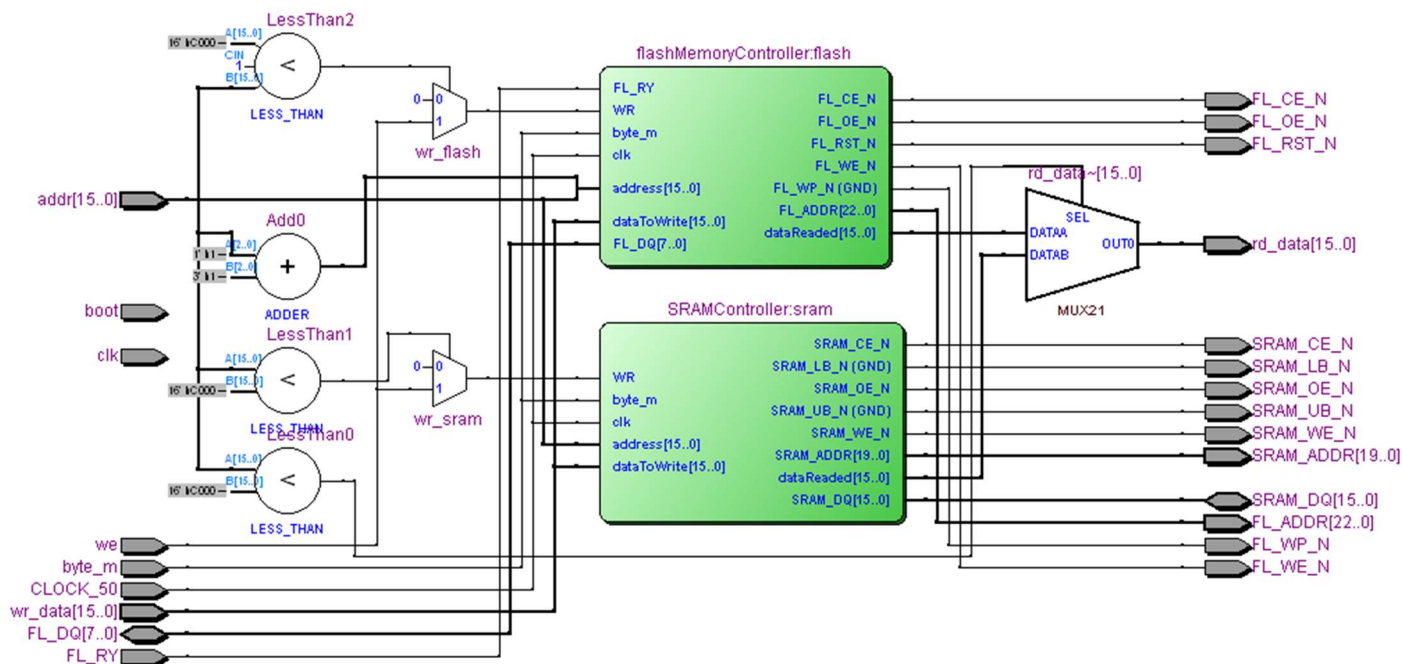 LessThan2
A[15..0]
16' hC000
CIN
1
B[15..0]
<
LESS_THAN
0
0
1
wr_flash
addr[15..0]
Add0
A[2..0]
1' h1
B[2..0]
3' h1
+
ADDER
boot
clk
LessThan1
A[15..0]
B[15..0]
16' hC000
<
LESS_THAN
0
0
1
wr_sram
LessThan0
A[15..0]
B[15..0]
16' hC000
<
LESS_THAN
we
byte_m
CLOCK_50
wr_data[15..0]
FL_DQ[7..0]
FL_RY
flashMemoryController:flash
FL_RY
WR
byte_m
clk
address[15..0]
dataToWrite[15..0]
FL_DQ[7..0]
FL_CE_N
FL_OE_N
FL_RST_N
FL_WE_N
FL_WP_N (GND)
FL_ADDR[22..0]
dataReaded[15..0]
SRAMController:sram
WR
byte_m
clk
address[15..0]
dataToWrite[15..0]
SRAM_CE_N
SRAM_LB_N (GND)
SRAM_OE_N
SRAM_UB_N (GND)
SRAM_WE_N
SRAM_ADDR[19..0]
dataReaded[15..0]
SRAM_DQ[15..0]
rd_data~[15..0]
SEL
DATAA
DATAB
OUT0
MUX21
FL_CE_N
FL_OE_N
FL_RST_N
rd_data[15..0]
SRAM_CE_N
SRAM_LB_N
SRAM_OE_N
SRAM_UB_N
SRAM_WE_N
SRAM_ADDR[19..0]
SRAM_DQ[15..0]
FL_ADDR[22..0]
FL_WP_N
FL_WE_N